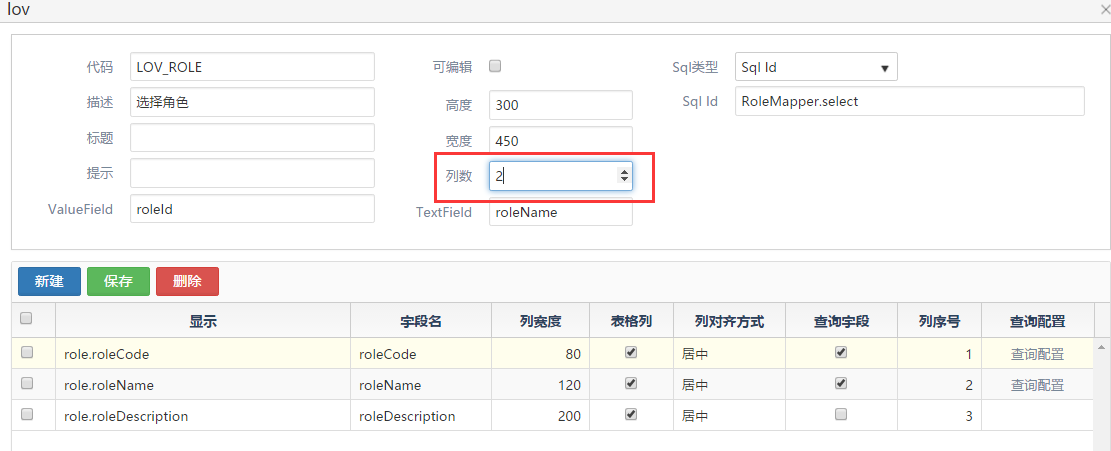 lov
代码 LOV_ROLE 可编辑 Sql类型 Sql Id
描述 选择角色 高度 300 Sql Id RoleMapper.select
标题 宽度 450
提示 列数 2
ValueField roleId TextField roleName
新建 保存 删除
显示 字段名 列宽度 表格列 列对齐方式 查询字段 列序号 查询配置
role.roleCode roleCode 80 居中 1 查询配置
role.roleName roleName 120 居中 2 查询配置
role.roleDescription roleDescription 200 居中 3